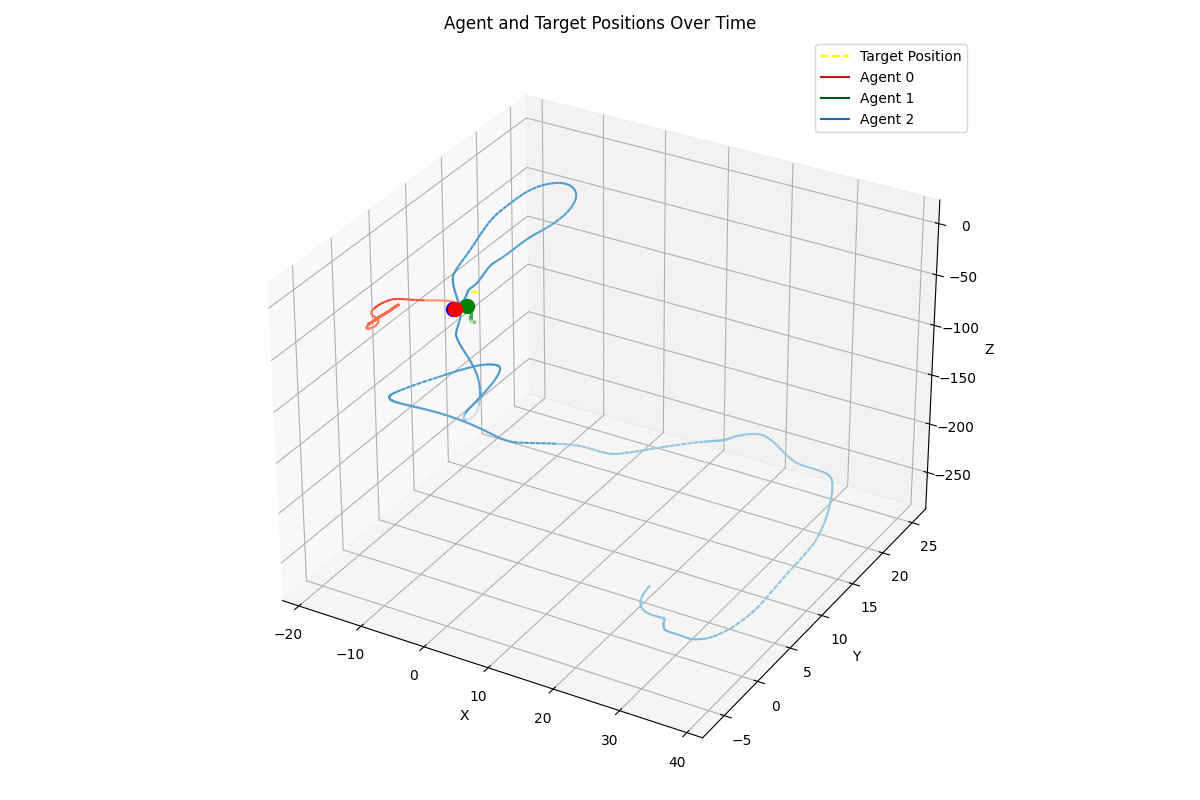 Agent and Target Positions Over Time
Target Position
Agent 0
Agent 1
Agent 2
0
−50
−100
−150
−200
−250
Z
25
20
15
10
5
0
−5
Y
−20
−10
0
10
20
30
40
X